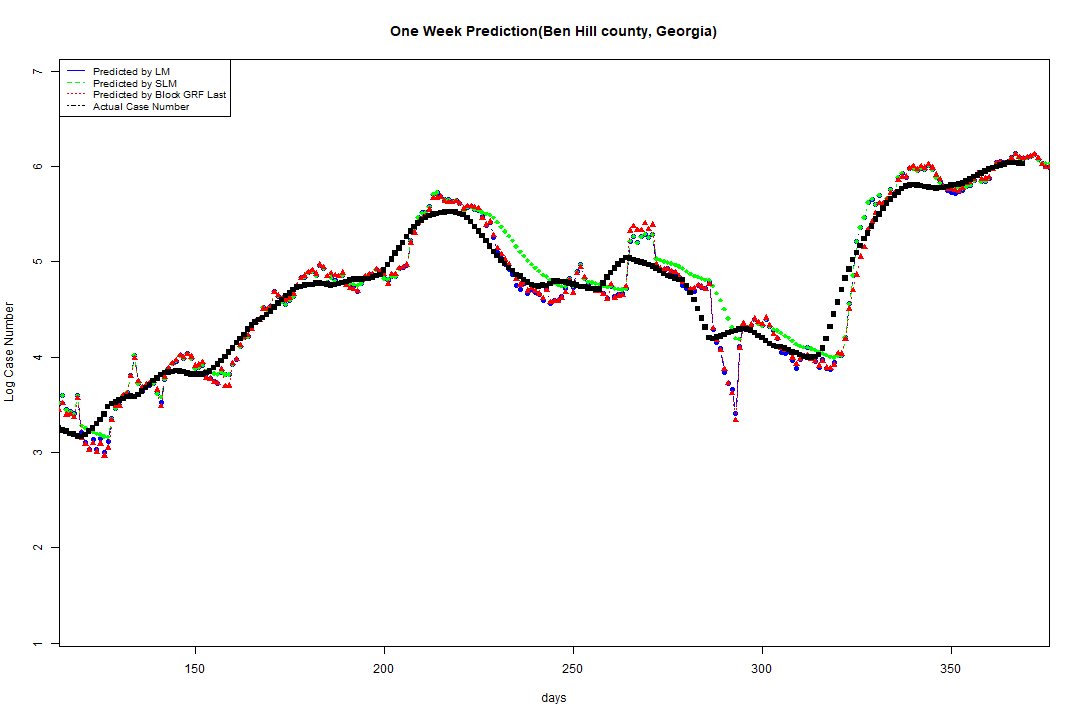 One Week Prediction(Ben Hill county, Georgia)
Predicted by LM
Predicted by SLM
Predicted by Block GRF Last
Actual Case Number
7
6
5
4
3
2
1
Log Case Number
150 200 250 300 350
days